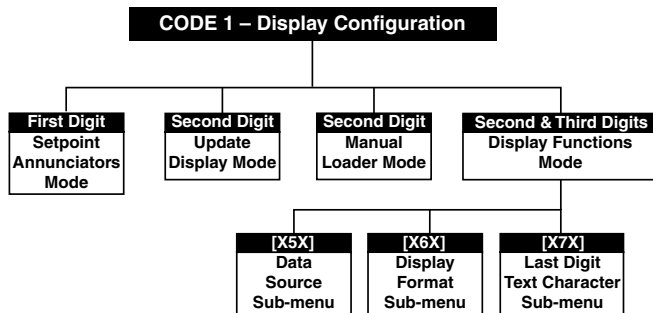 CODE 1 – Display Configuration
First Digit
Setpoint
Annunciators
Mode
Second Digit
Update
Display Mode
Second Digit
Manual
Loader Mode
Second & Third Digits
Display Functions
Mode
[X5X]
Data
Source
Sub-menu
[X6X]
Display
Format
Sub-menu
[X7X]
Last Digit
Text Character
Sub-menu